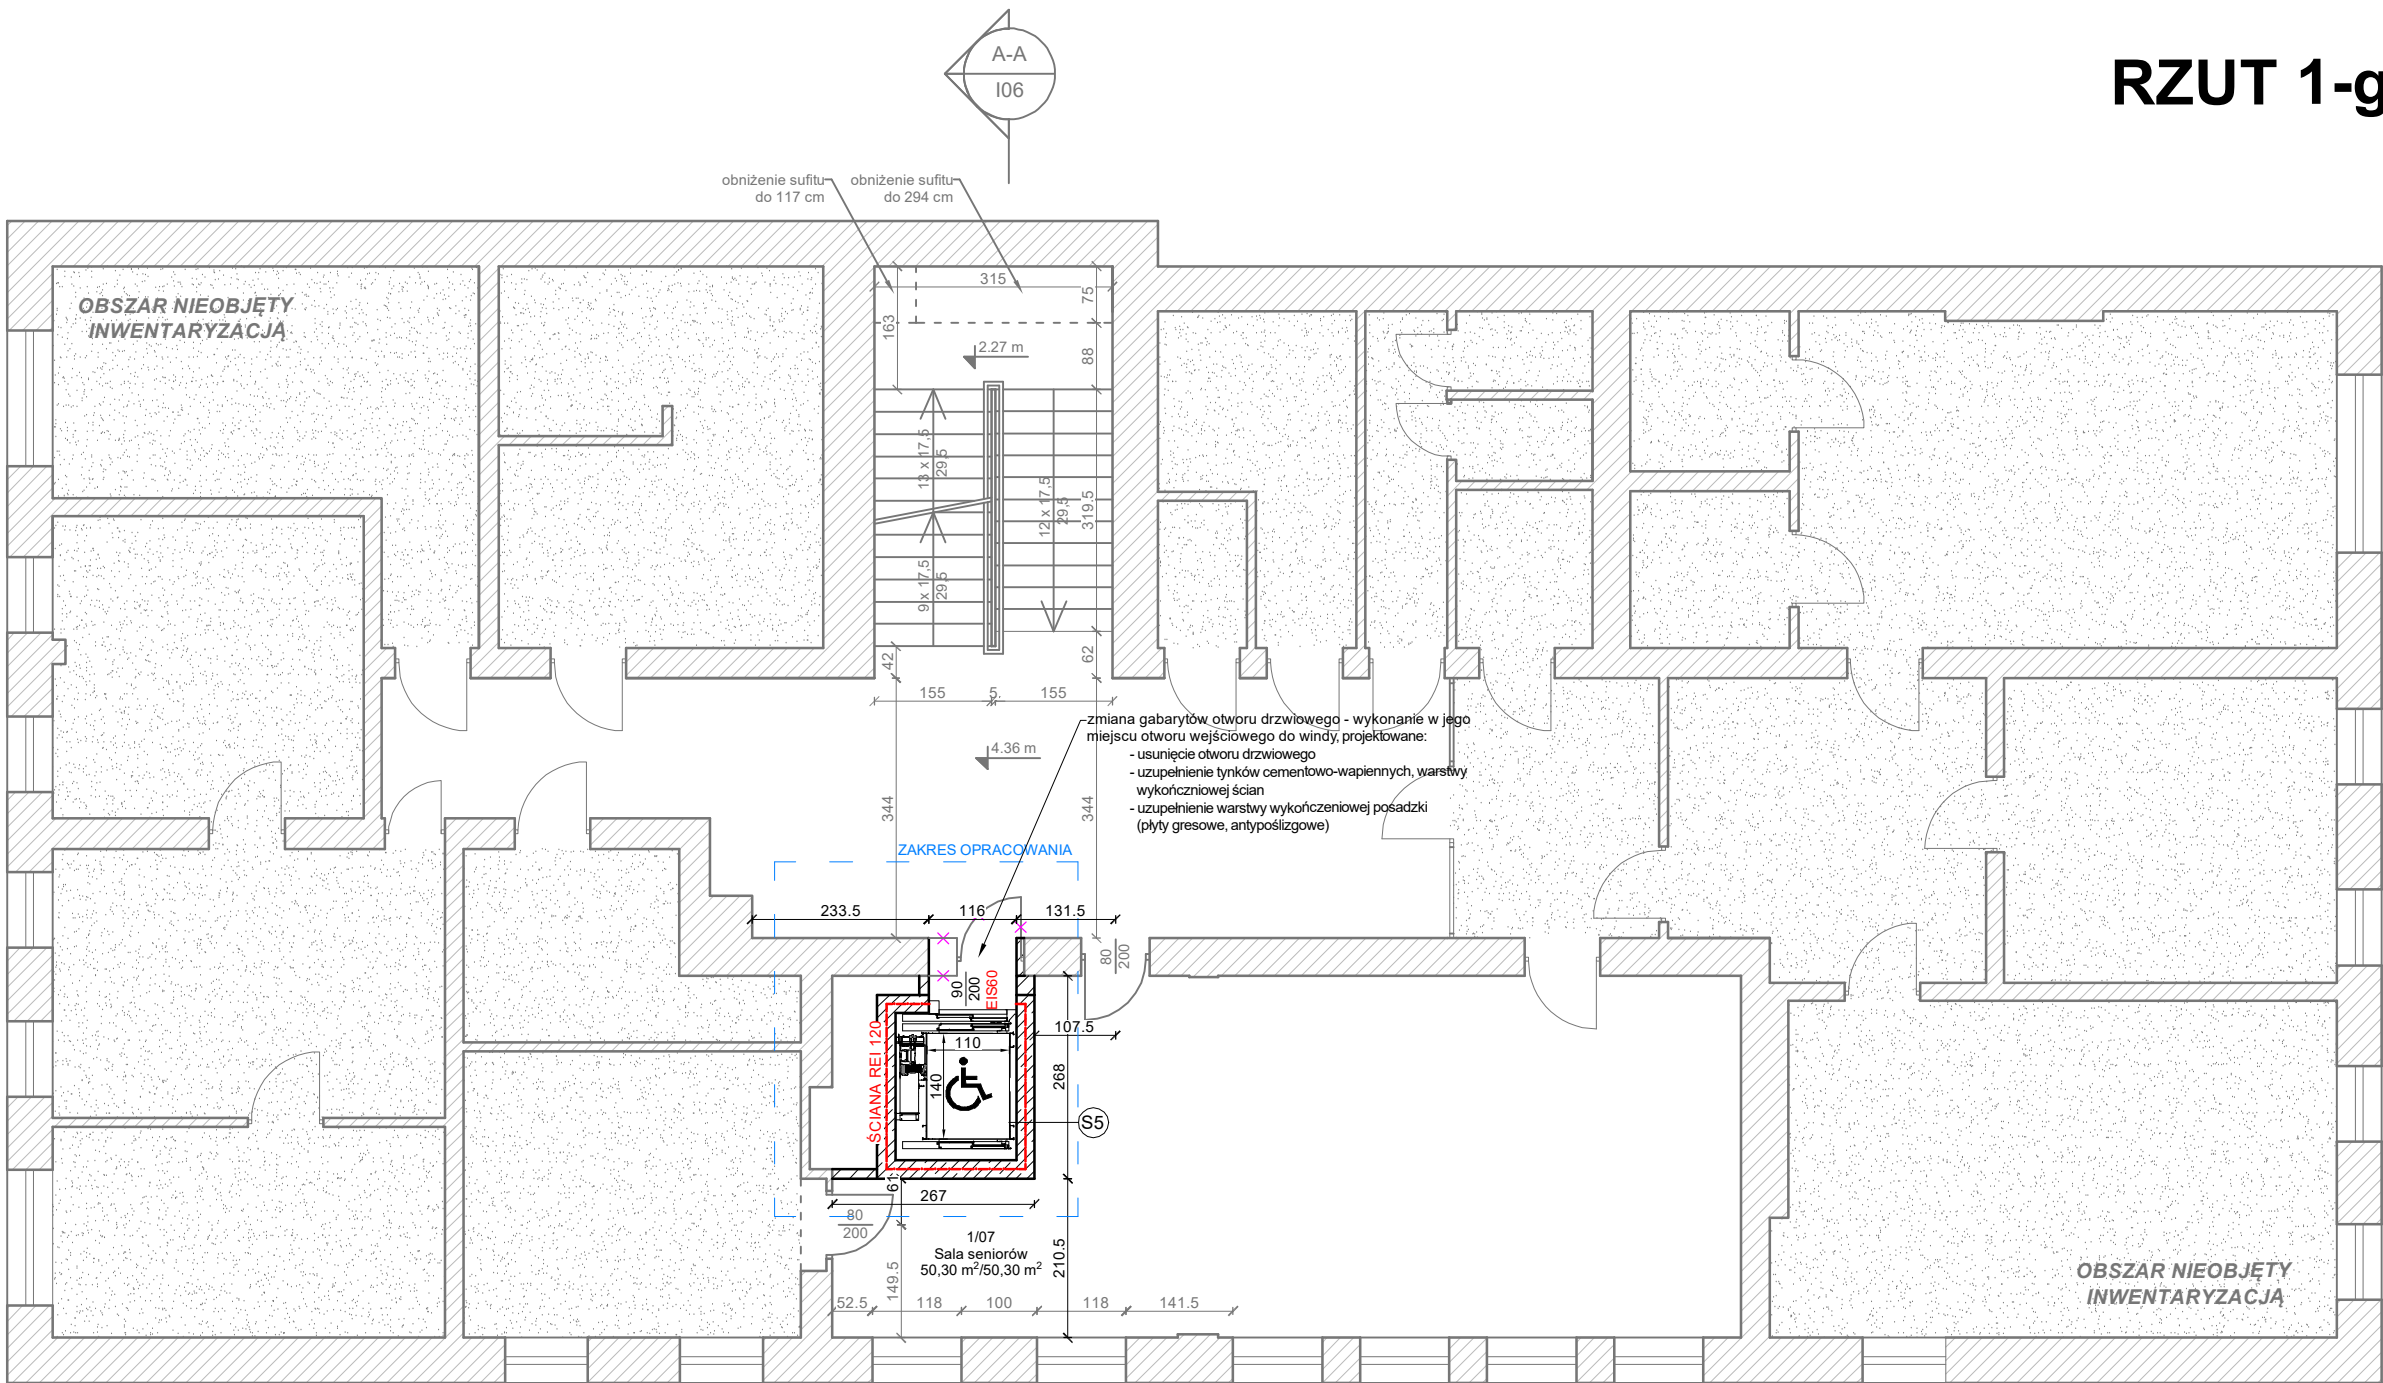 A-A
I06
RZUT 1-g
obniżenie sufitu
do 117 cm
obniżenie sufitu
do 294 cm
OBSZAR NIEOBJĘTY
INWENTARYZACJĄ
315
75
163
88
2.27 m
13 x 17,5
29,5
12 x 17,5
29,5
319.5
9 x 17,5
29,5
42
62
155
5.
155
zmiana gabarytów otworu drzwiowego - wykonanie w jego
miejscu otworu wejściowego do windy, projektowane:
- usunięcie otworu drzwiowego
- uzupełnienie tynków cementowo-wapiennych, warstwy
wykończniowej ścian
- uzupełnienie warstwy wykończeniowej posadzki
(płyty gresowe, antypoślizgowe)
4.36 m
344
344
ZAKRES OPRACOWANIA
233.5
116
131.5
80
200
90
200
EIS60
107.5
ŚCIANA REI 120
110
140
268
S5
61
267
80
200
1/07
Sala seniorów
50,30 m²/50,30 m²
210.5
149.5
52.5
118
100
118
141.5
OBSZAR NIEOBJĘTY
INWENTARYZACJĄ